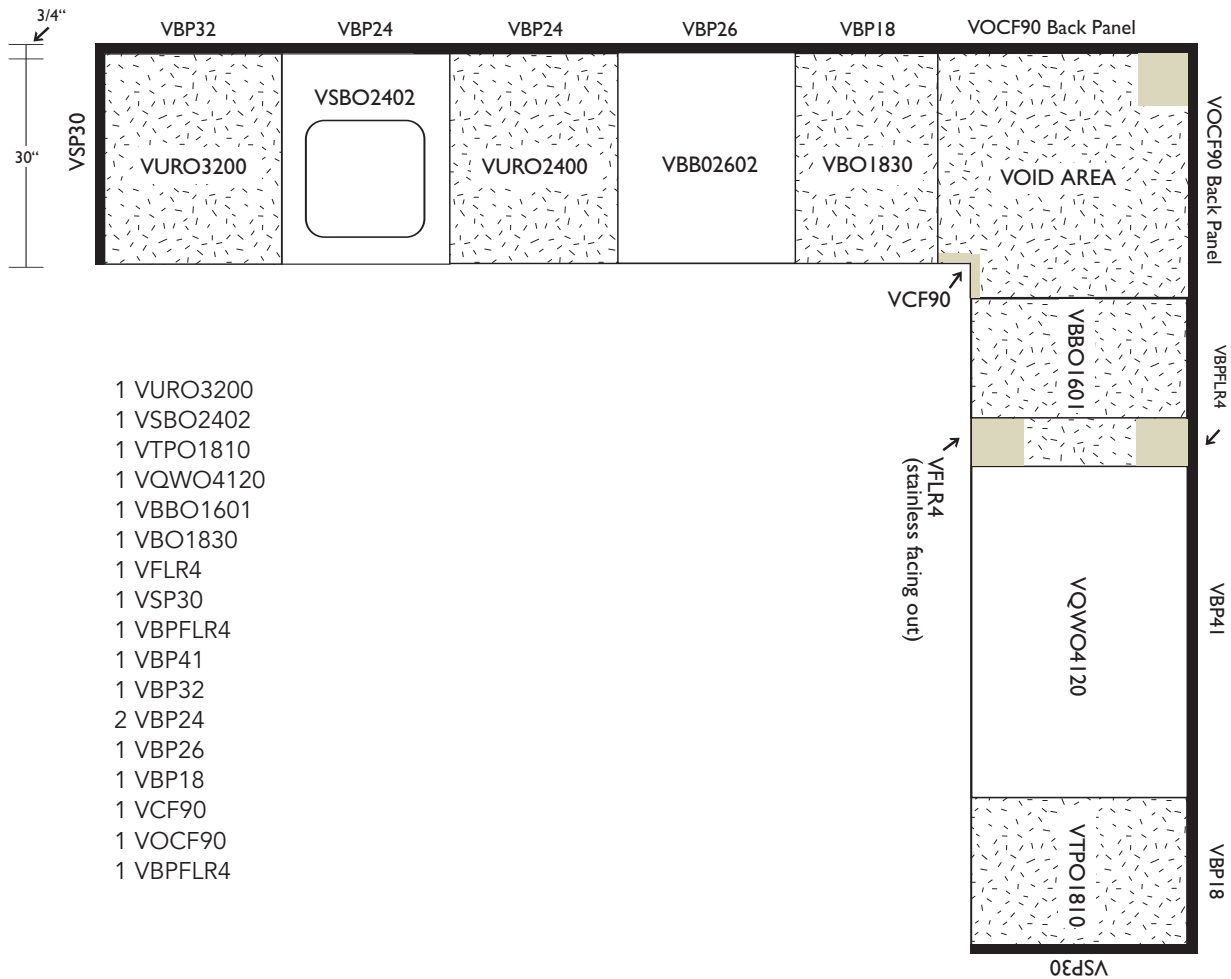 3/4“
VBP32
VBP24
VBP24
VBP26
VBP18
VOCF90 Back Panel
30“
VSP30
VURO3200
VSBO2402
VURO2400
VBB02602
VBO1830
VOID AREA
VOCF90 Back Panel
VCF90
VBBO1601
VBPFLR4
VFLR4
(stainless facing out)
VQWO4120
VBP41
VTPO1810
VBP18
VSP30
1 VURO3200
1 VSBO2402
1 VTPO1810
1 VQWO4120
1 VBBO1601
1 VBO1830
1 VFLR4
1 VSP30
1 VBPFLR4
1 VBP41
1 VBP32
2 VBP24
1 VBP26
1 VBP18
1 VCF90
1 VOCF90
1 VBPFLR4